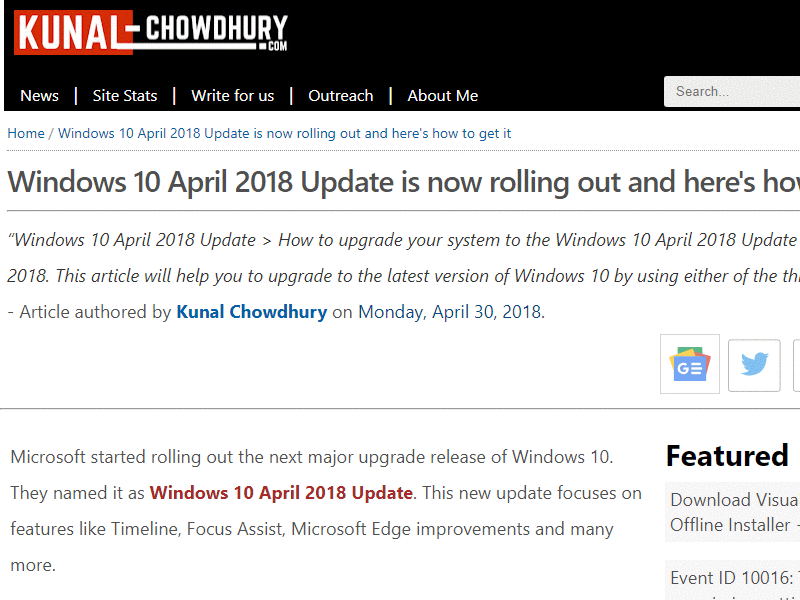 KUNAL-CHOWDHURY
.COM
News | Site Stats | Write for us | Outreach | About Me
Search...
Home / Windows 10 April 2018 Update is now rolling out and here's how to get it
Windows 10 April 2018 Update is now rolling out and here's
“Windows 10 April 2018 Update > How to upgrade your system to the Windows 10 April 2018 Update
2018. This article will help you to upgrade to the latest version of Windows 10 by using either of the
- Article authored by Kunal Chowdhury on Monday, April 30, 2018.
GE
Microsoft started rolling out the next major upgrade release of Windows 10.
They named it as Windows 10 April 2018 Update. This new update focuses on
features like Timeline, Focus Assist, Microsoft Edge improvements and many
more.
Featured
Download
Offline Installer -
Event ID 10016: